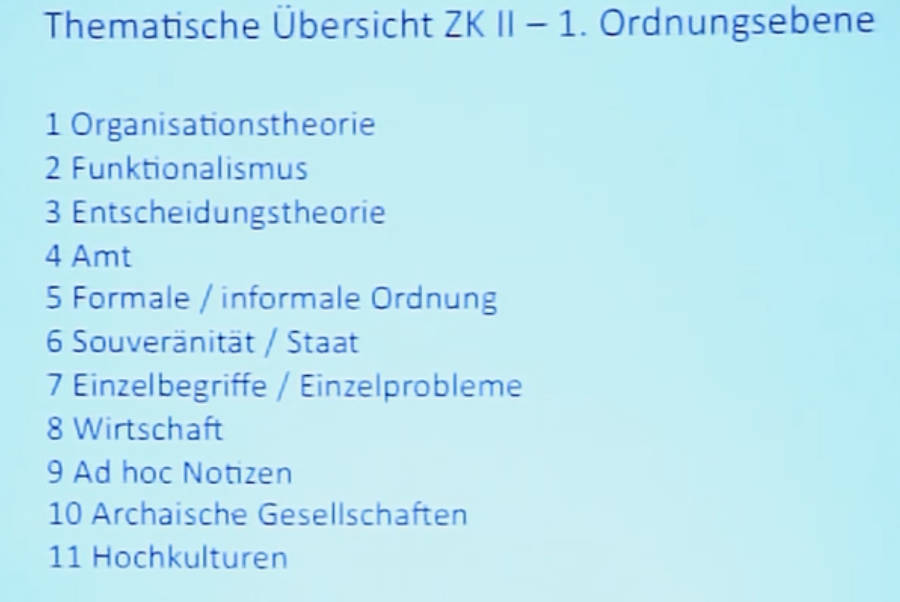 Thematische Übersicht ZK II – 1. Ordnungsebene
1 Organisationstheorie
2 Funktionalismus
3 Entscheidungstheorie
4 Amt
5 Formale / informale Ordnung
6 Souveränität / Staat
7 Einzelbegriffe / Einzelprobleme
8 Wirtschaft
9 Ad hoc Notizen
10 Archaische Gesellschaften
11 Hochkulturen